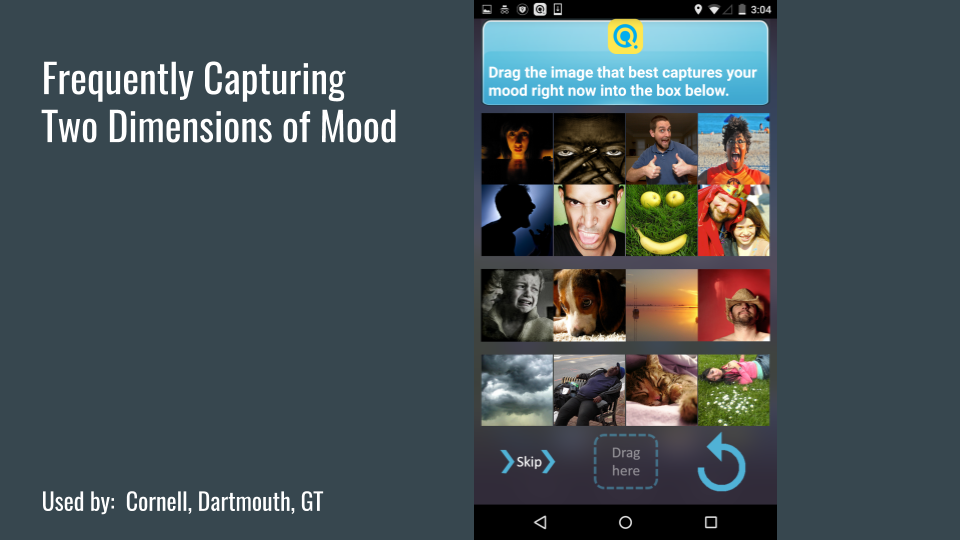 Frequently Capturing
Two Dimensions of Mood
Used by: Cornell, Dartmouth, GT
3:04
Drag the image that best captures your
mood right now into the box below.
Skip
Drag
here